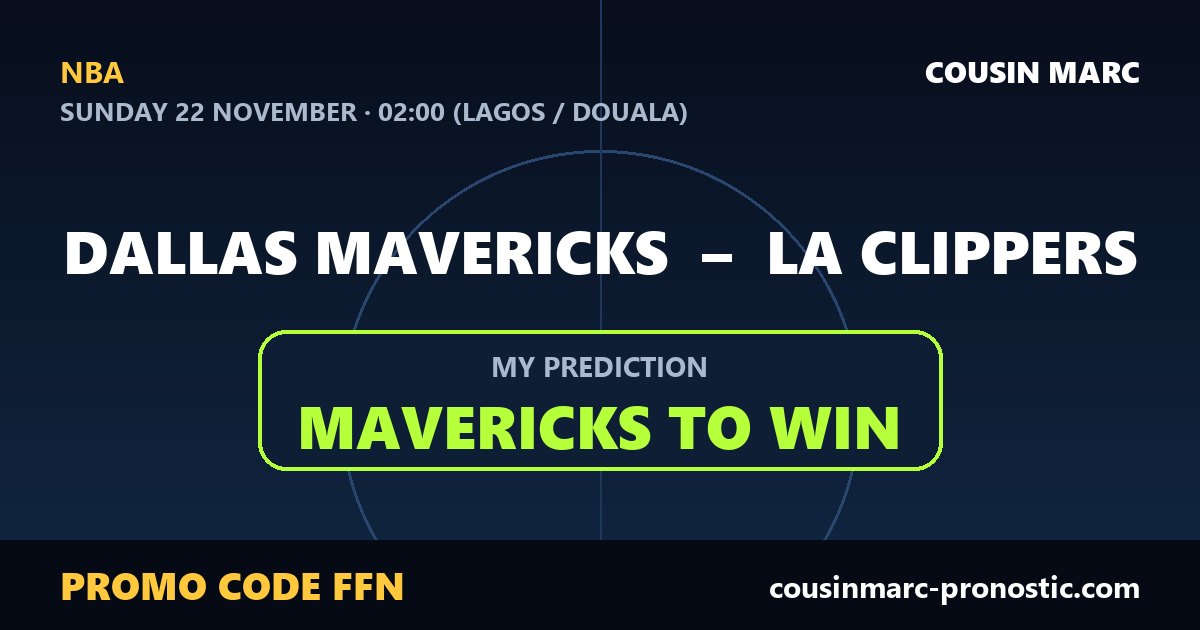 NBA
COUSIN MARC
SUNDAY 22 NOVEMBER · 02:00 (LAGOS / DOUALA)
DALLAS MAVERICKS – LA CLIPPERS
MY PREDICTION
MAVERICKS TO WIN
PROMO CODE FFN
cousinmarc-pronostic.com